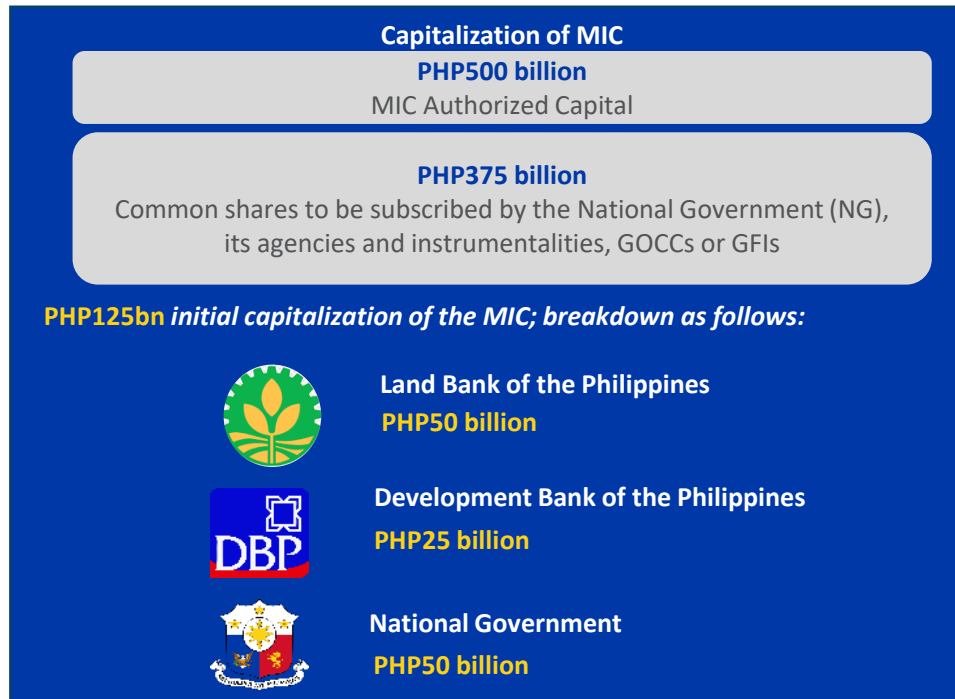 Capitalization of MIC
PHP500 billion
MIC Authorized Capital
PHP375 billion
Common shares to be subscribed by the National Government (NG),
its agencies and instrumentalities, GOCCs or GFIs
PHP125bn initial capitalization of the MIC; breakdown as follows:
Land Bank of the Philippines
PHP50 billion
Development Bank of the Philippines
DBP
PHP25 billion
National Government
PHP50 billion